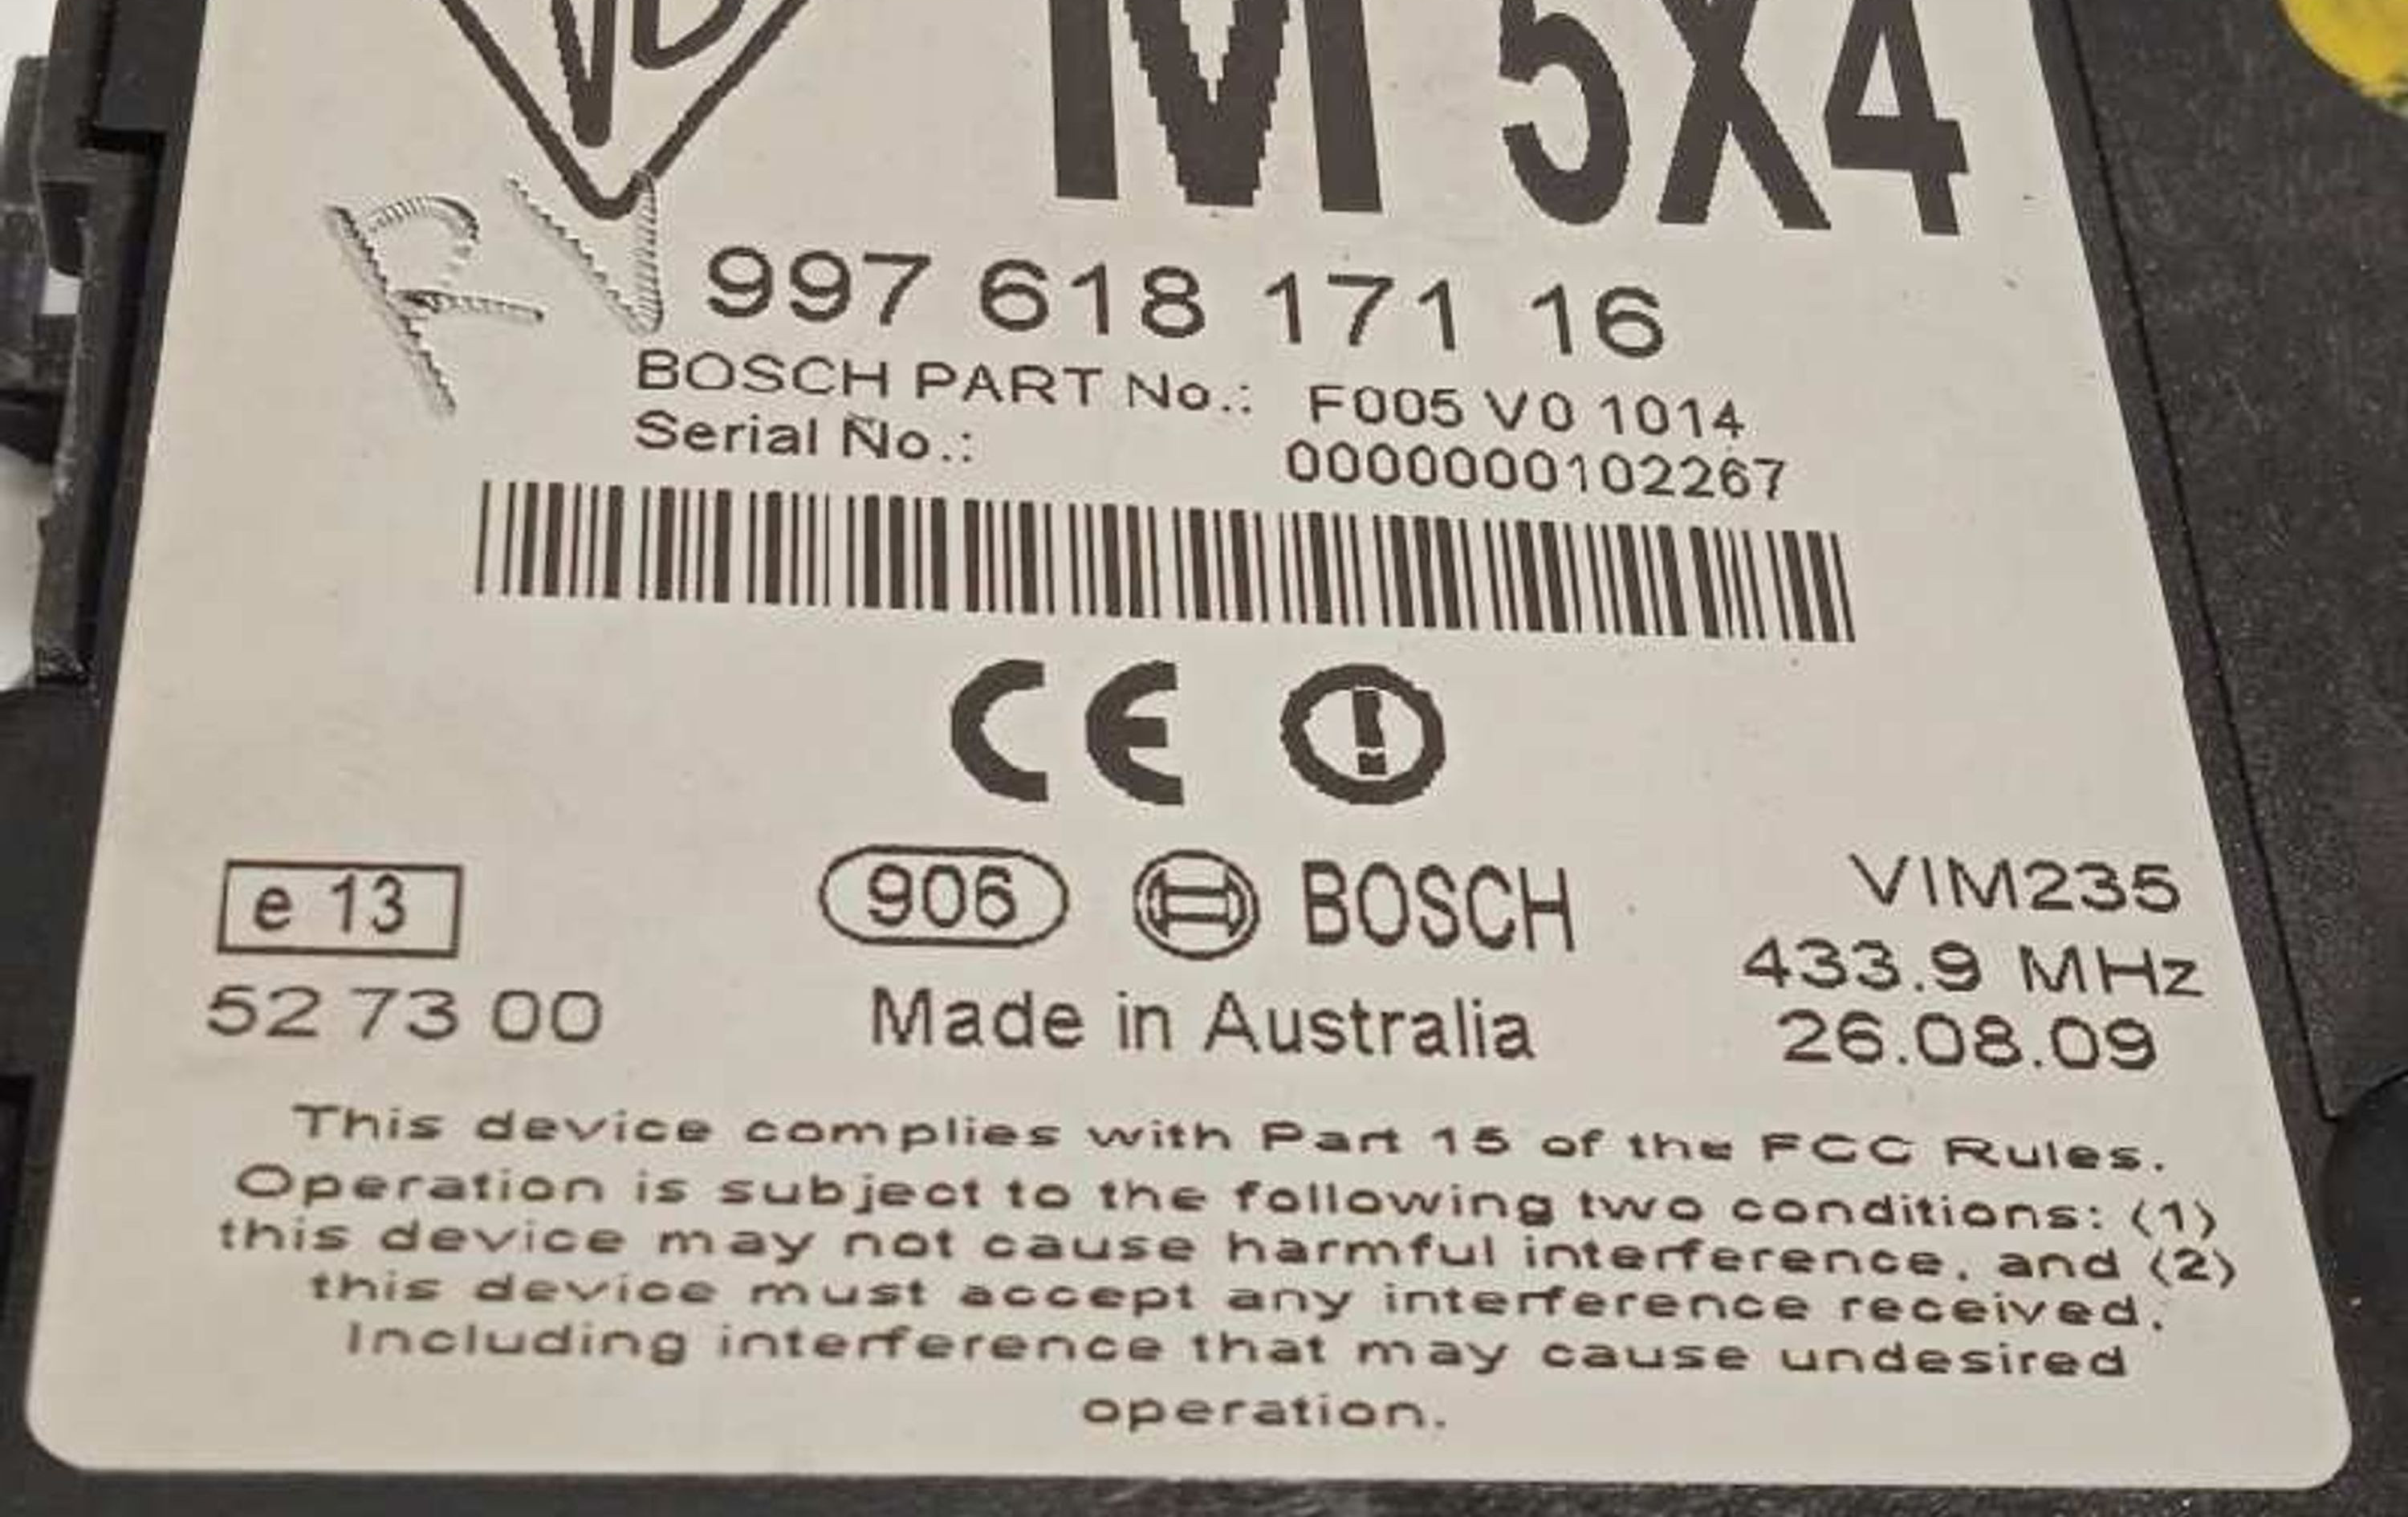 M 5X4
RV
997 618 171 16
BOSCH PART No.: F005 V0 1014
Serial No.: 0000000102267
CE
e 13
906 BOSCH VIM235
433.9 MHz
52 73 00 Made in Australia 26.08.09
This device complies with Part 15 of the FCC Rules.
Operation is subject to the following two conditions: (1)
this device may not cause harmful interference, and (2)
this device must accept any interference received,
Including interference that may cause undesired
operation.